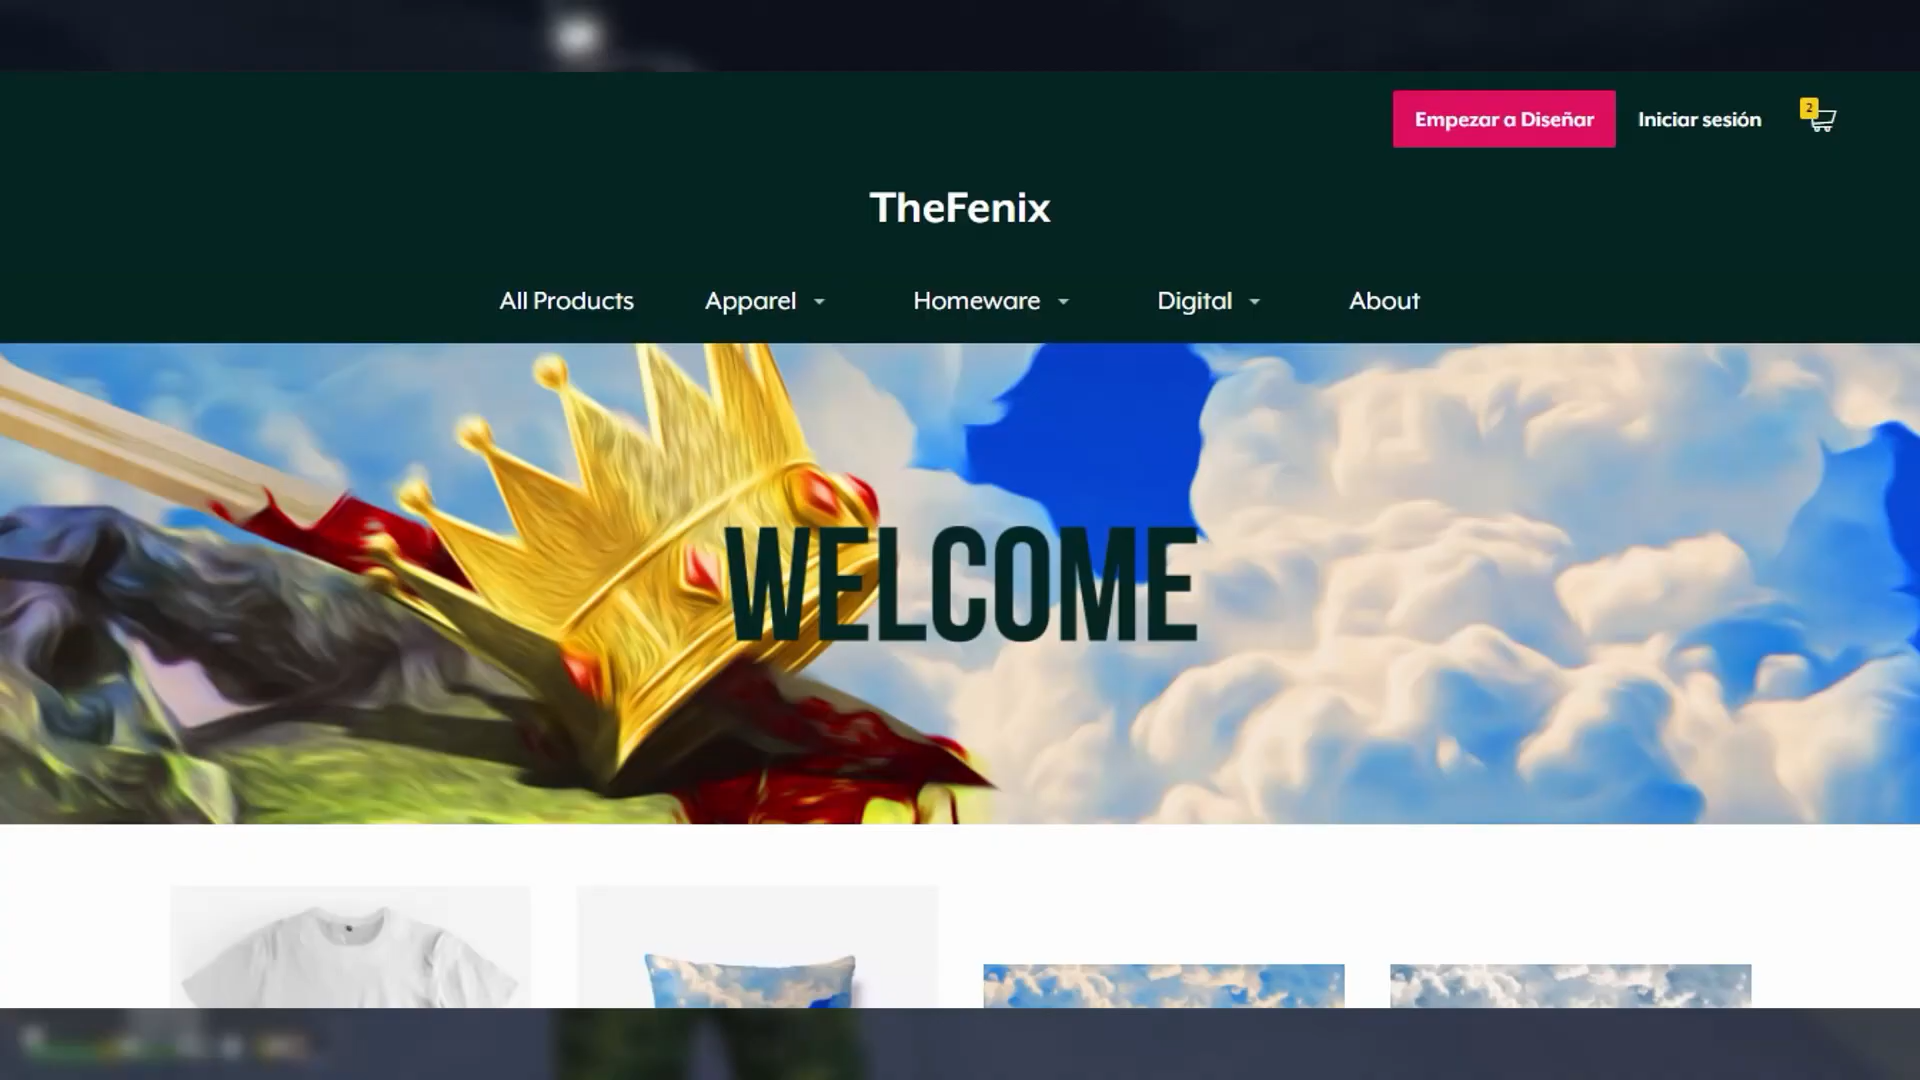 Empezar a Diseñar
Iniciar sesión
2
TheFenix
All Products
Apparel
Homeware
Digital
About
WELCOME